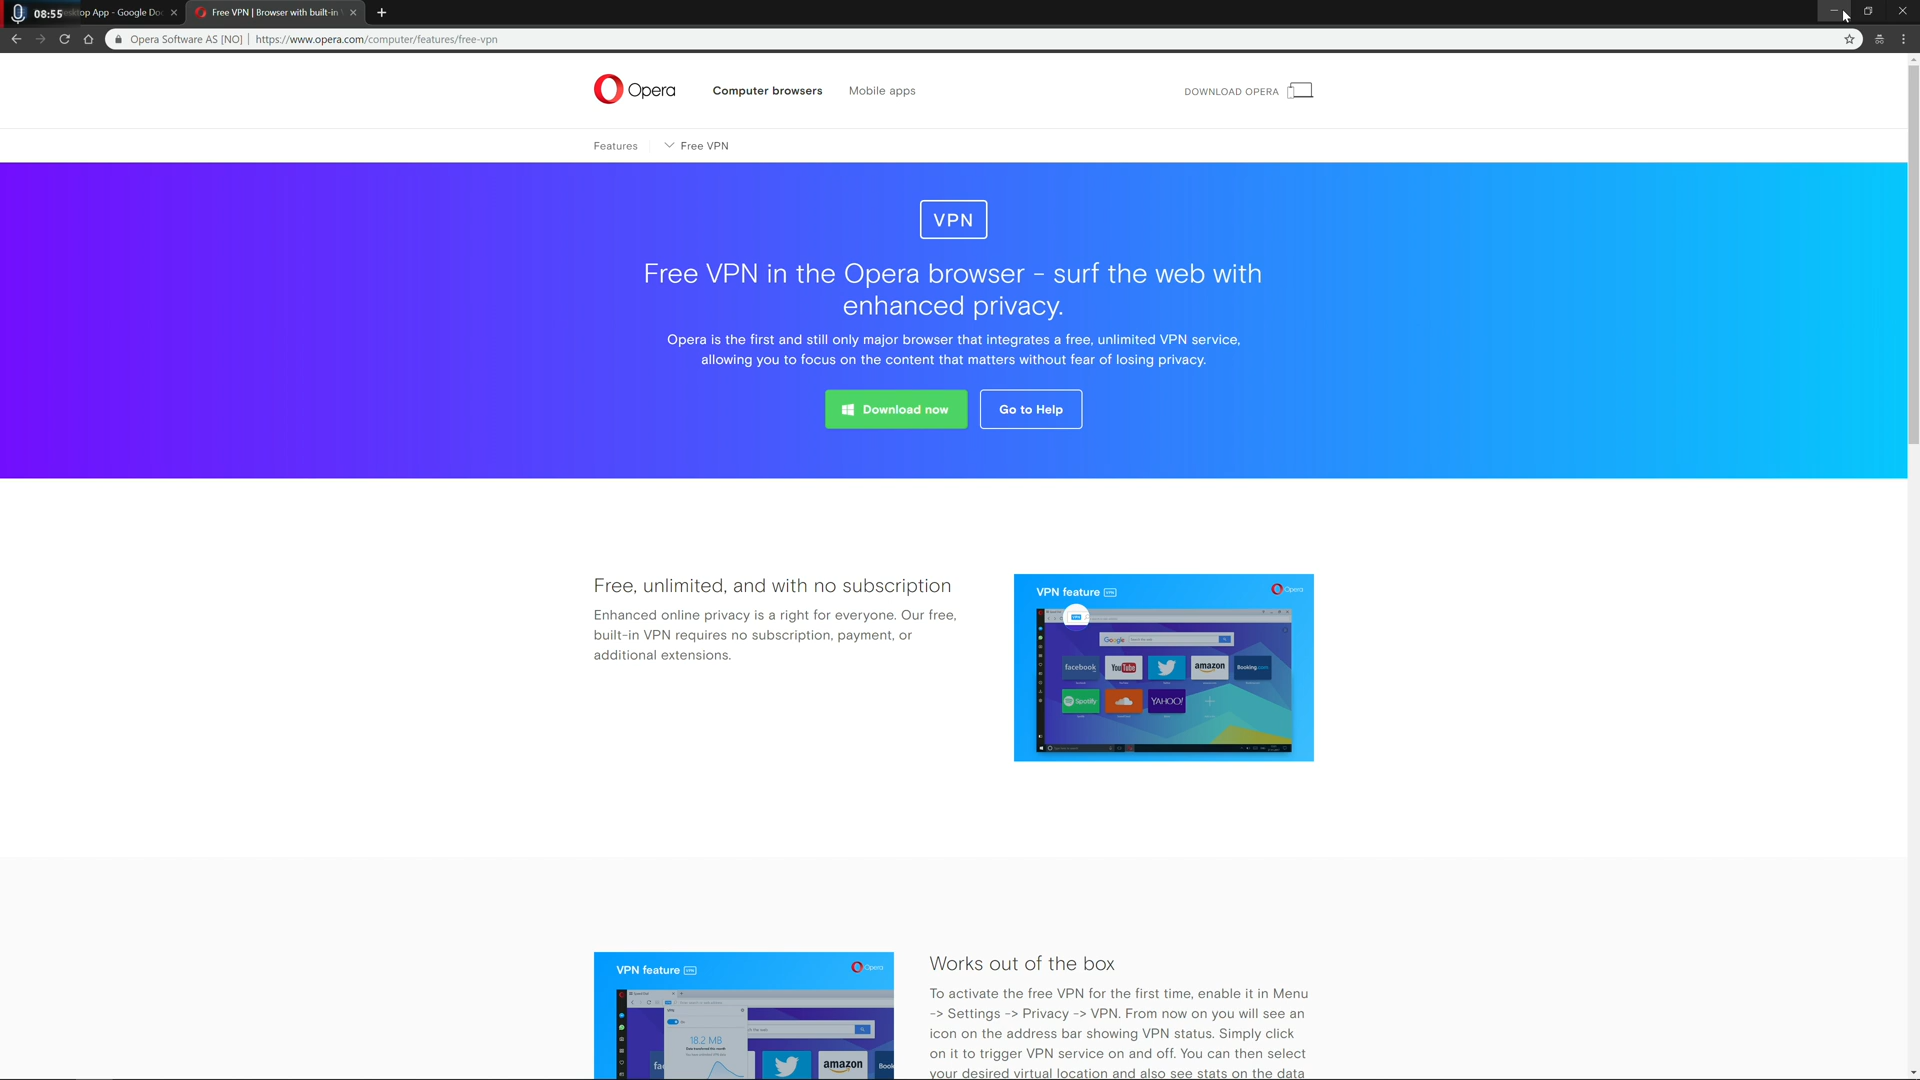 08:55
top App - Google Do
Free VPN | Browser with built-in
Opera Software AS [NO] | https://www.opera.com/computer/features/free-vpn
Opera
Computer browsers
Mobile apps
DOWNLOAD OPERA
Features
Free VPN
VPN
Free VPN in the Opera browser - surf the web with
enhanced privacy.
Opera is the first and still only major browser that integrates a free, unlimited VPN service,
allowing you to focus on the content that matters without fear of losing privacy.
Download now
Go to Help
Free, unlimited, and with no subscription
Enhanced online privacy is a right for everyone. Our free,
built-in VPN requires no subscription, payment, or
additional extensions.
VPN feature VPN
Opera
Google
facebook
YouTube
amazon
Booking.com
Spotify
YAHOO!
VPN feature VPN
Opera
18.2 MB
amazon
Works out of the box
To activate the free VPN for the first time, enable it in Menu
-> Settings -> Privacy -> VPN. From now on you will see an
icon on the address bar showing VPN status. Simply click
on it to trigger VPN service on and off. You can then select
your desired virtual location and also see stats on the data